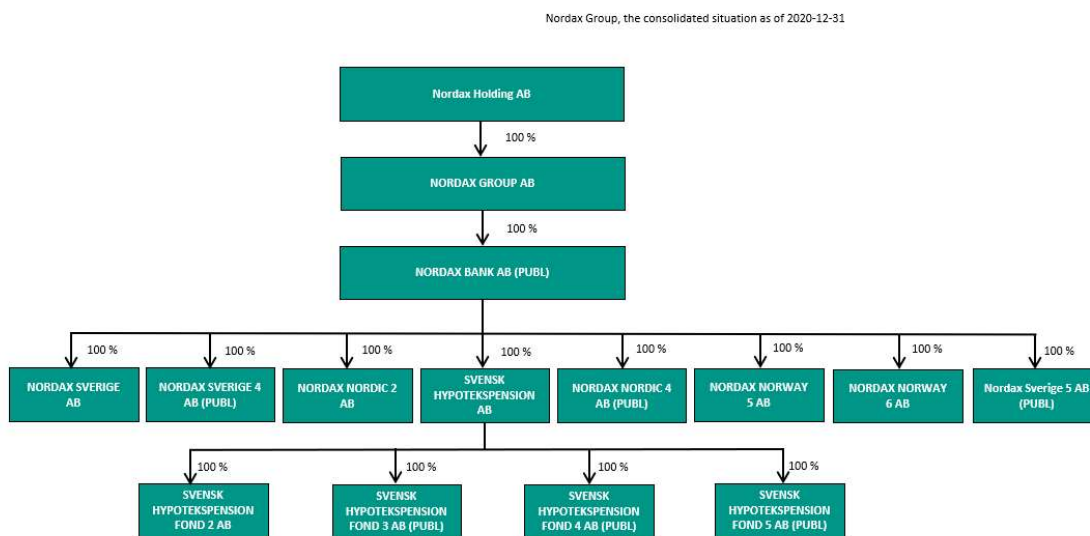 Nordax Group, the consolidated situation as of 2020-12-31
Nordax Holding AB
100 %
NORDAX GROUP AB
100 %
NORDAX BANK AB (PUBL)
100 %
100 %
100 %
100 %
100 %
100 %
100 %
100 %
NORDAX SVERIGE
AB
NORDAX SVERIGE 4
AB (PUBL)
NORDAX NORDIC 2
AB
SVENSK
HYPOTEKSPENSION
AB
NORDAX NORDIC 4
AB (PUBL)
NORDAX NORWAY
5 AB
NORDAX NORWAY
6 AB
Nordax Sverige 5 AB
(PUBL)
100 %
100 %
100 %
100 %
SVENSK
HYPOTEKSPENSION
FOND 2 AB
SVENSK
HYPOTEKSPENSION
FOND 3 AB (PUBL)
SVENSK
HYPOTEKSPENSION
FOND 4 AB (PUBL)
SVENSK
HYPOTEKSPENSION
FOND 5 AB (PUBL)